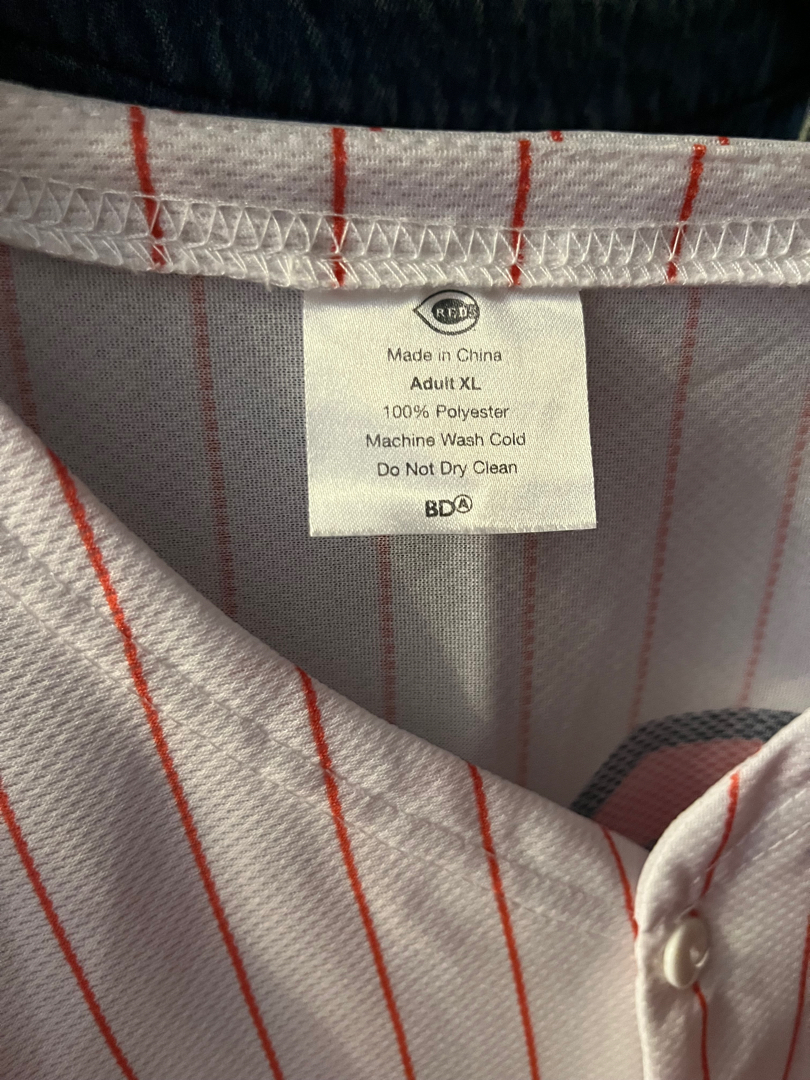 REDS
Made in China
Adult XL
100% Polyester
Machine Wash Cold
Do Not Dry Clean
BDA